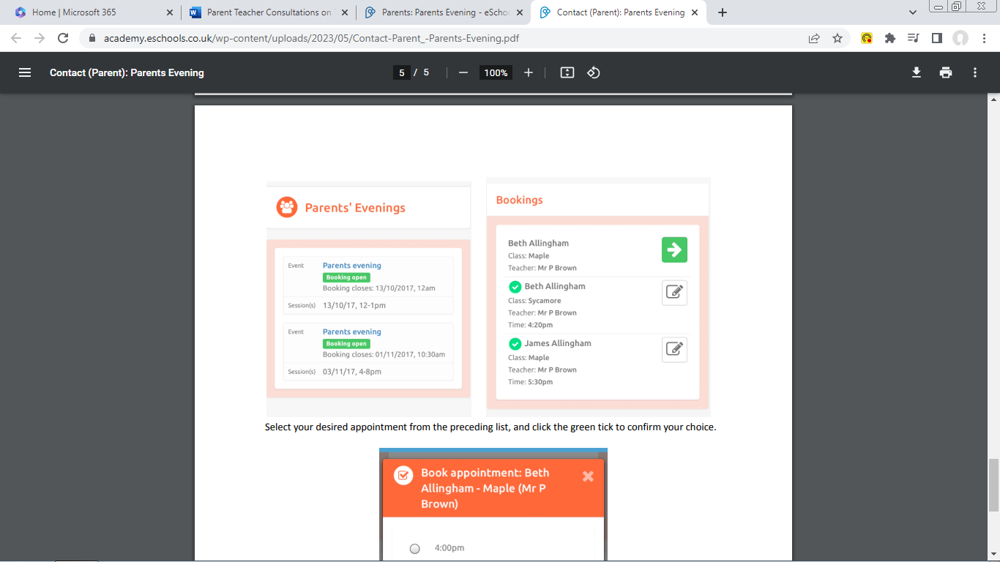 Home | Microsoft 365
Parent Teacher Consultations on
Parents: Parents Evening - eSchoo
Contact (Parent): Parents Evening
academy.eschools.co.uk/wp-content/uploads/2023/05/Contact-Parent_-Parents-Evening.pdf
Contact (Parent): Parents Evening
5 / 5
100%
Parents' Evenings
Event Parents evening
Booking open
Booking closes: 13/10/2017, 12am
Session(s) 13/10/17, 12-1pm
Event Parents evening
Booking open
Booking closes: 01/11/2017, 10:30am
Session(s) 03/11/17, 4-8pm
Bookings
Beth Allingham
Class: Maple
Teacher: Mr P Brown
Beth Allingham
Class: Sycamore
Teacher: Mr P Brown
Time: 4:20pm
James Allingham
Class: Maple
Teacher: Mr P Brown
Time: 5:30pm
Select your desired appointment from the preceding list, and click the green tick to confirm your choice.
Book appointment: Beth
Allingham - Maple (Mr P
Brown)
4:00pm